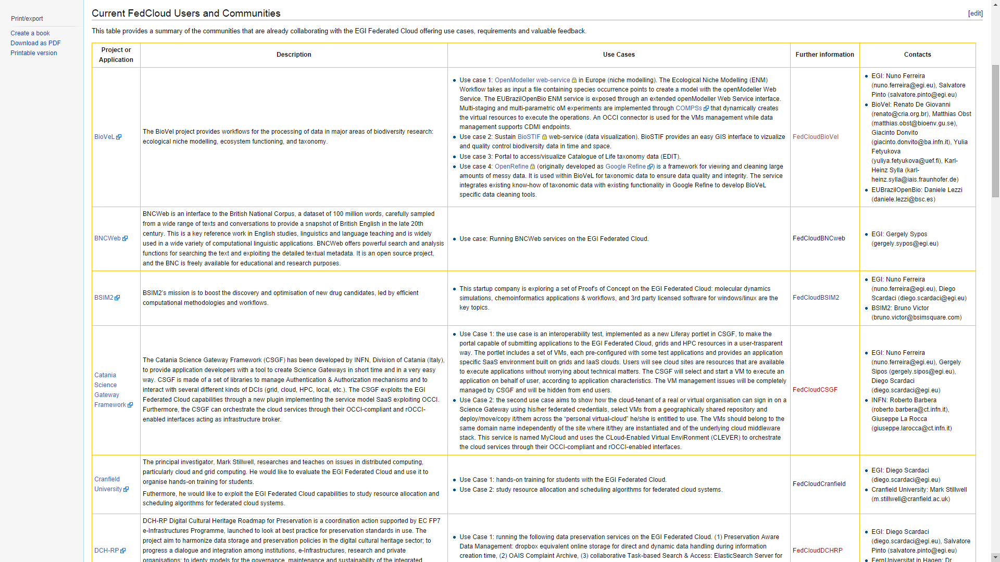 Print/export
Create a book
Download as PDF
Printable version
Current FedCloud Users and Communities
[edit]
This table provides a summary of the communities that are already collaborating with the EGI Federated Cloud offering use cases, requirements and valuable feedback.
Project or
Application
Description
Use Cases
Further information
Contacts
BioVeL
The BioVel project provides workflows for the processing of data in major areas of biodiversity research:
ecological niche modelling, ecosystem functioning, and taxonomy.
Use case 1: OpenModeller web-service in Europe (niche modelling). The Ecological Niche Modelling (ENM)
Workflow takes as input a file containing species occurrence points to create a model with the openModeller Web
Service. The EUBrazilOpenBio ENM service is exposed through an extended openModeller Web Service interface.
Multi-staging and multi-parametric oM experiments are implemented through COMPSs that dynamically creates
the virtual resources to execute the operations. An OCCI connector is used for the VMs management while data
management supports CDMI endpoints.
Use case 2: Sustain BioSTIF web-service (data visualization). BioSTIF provides an easy GIS interface to vizualize
and quality control biodiversity data in time and space.
Use case 3: Portal to access/visualize Catalogue of Life taxonomy data (EDIT).
Use case 4: OpenRefine (originally developed as Google Refine) is a framework for viewing and cleaning large
amounts of messy data. It is used within BioVeL for taxonomic data to ensure data quality and integrity. The service
integrates existing know-how of taxonomic data with existing functionality in Google Refine to develop BioVeL
specific data cleaning tools.
FedCloudBioVel
EGI: Nuno Ferreira
(nuno.ferreira@egi.eu), Salvatore
Pinto (salvatore.pinto@egi.eu)
BioVel: Renato De Giovanni
(renato@cria.org.br), Matthias Obst
(matthias.obst@bioenv.gu.se),
Giacinto Donvito
(giacinto.donvito@ba.infn.it), Yulia
Fetyukova
(yuliya.fetyukova@uef.fi), Karl-
Heinz Sylla (karl-
heinz.sylla@iais.fraunhofer.de)
EUBrazilOpenBio: Daniele Lezzi
(daniele.lezzi@bsc.es)
BNCWeb
BNCWeb is an interface to the British National Corpus, a dataset of 100 million words, carefully sampled
from a wide range of texts and conversations to provide a snapshot of British English in the late 20th
century. This is a key reference work in English studies, linguistics and language teaching and is widely
used in a wide variety of computational linguistic applications. BNCWeb offers powerful search and analysis
functions for searching the text and exploiting the detailed textual metadata. It is an open source project,
and the BNC is freely available for educational and research purposes.
Use case: Running BNCWeb services on the EGI Federated Cloud.
FedCloudBNCweb
EGI: Gergely Sypos
(gergely.sypos@egi.eu)
BSIM2
BSIM2's mission is to boost the discovery and optimisation of new drug candidates, led by efficient
computational methodologies and workflows.
This startup company is exploring a set of Proof's of Concept on the EGI Federated Cloud: molecular dynamics
simulations, chemoinformatics applications & workflows, and 3rd party licensed software for windows/linux are the
key topics.
FedCloudBSIM2
EGI: Nuno Ferreira
(nuno.ferreira@egi.eu), Diego
Scardaci (diego.scardaci@egi.eu)
BSIM2: Bruno Victor
(bruno.victor@bsimsquare.com)
Catania
Science
Gateway
Framework
The Catania Science Gateway Framework (CSGF) has been developed by INFN, Division of Catania (Italy),
to provide application developers with a tool to create Science Gateways in short time and in a very easy
way. CSGF is made of a set of libraries to manage Authentication & Authorization mechanisms and to
interact with several different kinds of DCIs (grid, cloud, HPC, local, etc.). The CSGF exploits the EGI
Federated Cloud capabilities through a new plugin implementing the service model SaaS exploiting OCCI.
Furthermore, the CSGF can orchestrate the cloud services through their OCCI-compliant and rOCCI-
enabled interfaces acting as infrastructure broker.
Use Case 1: the use case is an interoperability test, implemented as a new Liferay portlet in CSGF, to make the
portal capable of submitting applications to the EGI Federated Cloud, grids and HPC resources in a user-trasparent
way. The portlet includes a set of VMs, each pre-configured with some test applications and provides an application
specific SaaS environment built on grids and IaaS clouds. Users will see cloud sites are resources that are available
to execute applications without worrying about technical matters. The CSGF will select and start a VM to execute an
application on behalf of user, according to application characteristics. The VM management issues will be completely
managed by CSGF and will be hidden from end users.
Use Case 2: the second use case aims to show how the cloud-tenant of a real or virtual organisation can sign in on a
Science Gateway using his/her federated credentials, select VMs from a geographically shared repository and
deploy/move/copy it/them across the “personal virtual-cloud” he/she is entitled to use. The VMs should belong to the
same domain name independently of the site where it/they are instantiated and of the underlying cloud middleware
stack. This service is named MyCloud and uses the CLoud-Enabled Virtual EnviRonment (CLEVER) to orchestrate
the cloud services through their OCCI-compliant and rOCCI-enabled interfaces.
FedCloudCSGF
EGI: Nuno Ferreira
(nuno.ferreira@egi.eu), Gergely
Sipos (gergely.sipos@egi.eu),
Diego Scardaci
(diego.scardaci@egi.eu)
INFN: Roberto Barbera
(roberto.barbera@ct.infn.it),
Giuseppe La Rocca
(giuseppe.larocca@ct.infn.it)
Cranfield
University
The principal investigator, Mark Stillwell, researches and teaches on issues in distributed computing,
particularly cloud and grid computing. He would like to evaluate the EGI Federated Cloud and use it to
organise hands-on training for students.
Futhermore, he would like to exploit the EGI Federated Cloud capabilities to study resource allocation and
scheduling algorithms for federated cloud systems.
Use Case 1: hands-on training for students with the EGI Federated Cloud.
Use Case 2: study resource allocation and scheduling algorithms for federated cloud systems.
FedCloudCranfield
EGI: Diego Scardaci
(diego.scardaci@egi.eu)
Cranfield University: Mark Stillwell
(m.stillwell@cranfield.ac.uk)
DCH-RP
DCH-RP Digital Cultural Heritage Roadmap for Preservation is a coordination action supported by EC FP7
e-Infrastructures Programme, launched to look at best practice for preservation standards in use. The
project aim to harmonize data storage and preservation policies in the digital cultural heritage sector; to
progress a dialogue and integration among institutions, e-Infrastructures, research and private
organisations; to identy models for the governance, maintenance and sustainability of the integrated
Use Case 1: running the following data preservation services on the EGI Federated Cloud. (1) Preservation Aware
Data Management: dropbox equivalent online storage for direct and dynamic data handling during information
creation time, (2) OAIS Complaint Archive, (3) collaborative Task-based Search & Access: ElasticSearch Server for
FedCloudDCHRP
EGI: Diego Scardaci
(diego.scardaci@egi.eu), Salvatore
Pinto (salvatore.pinto@egi.eu)
FernUniversitat in Hagen: Dr